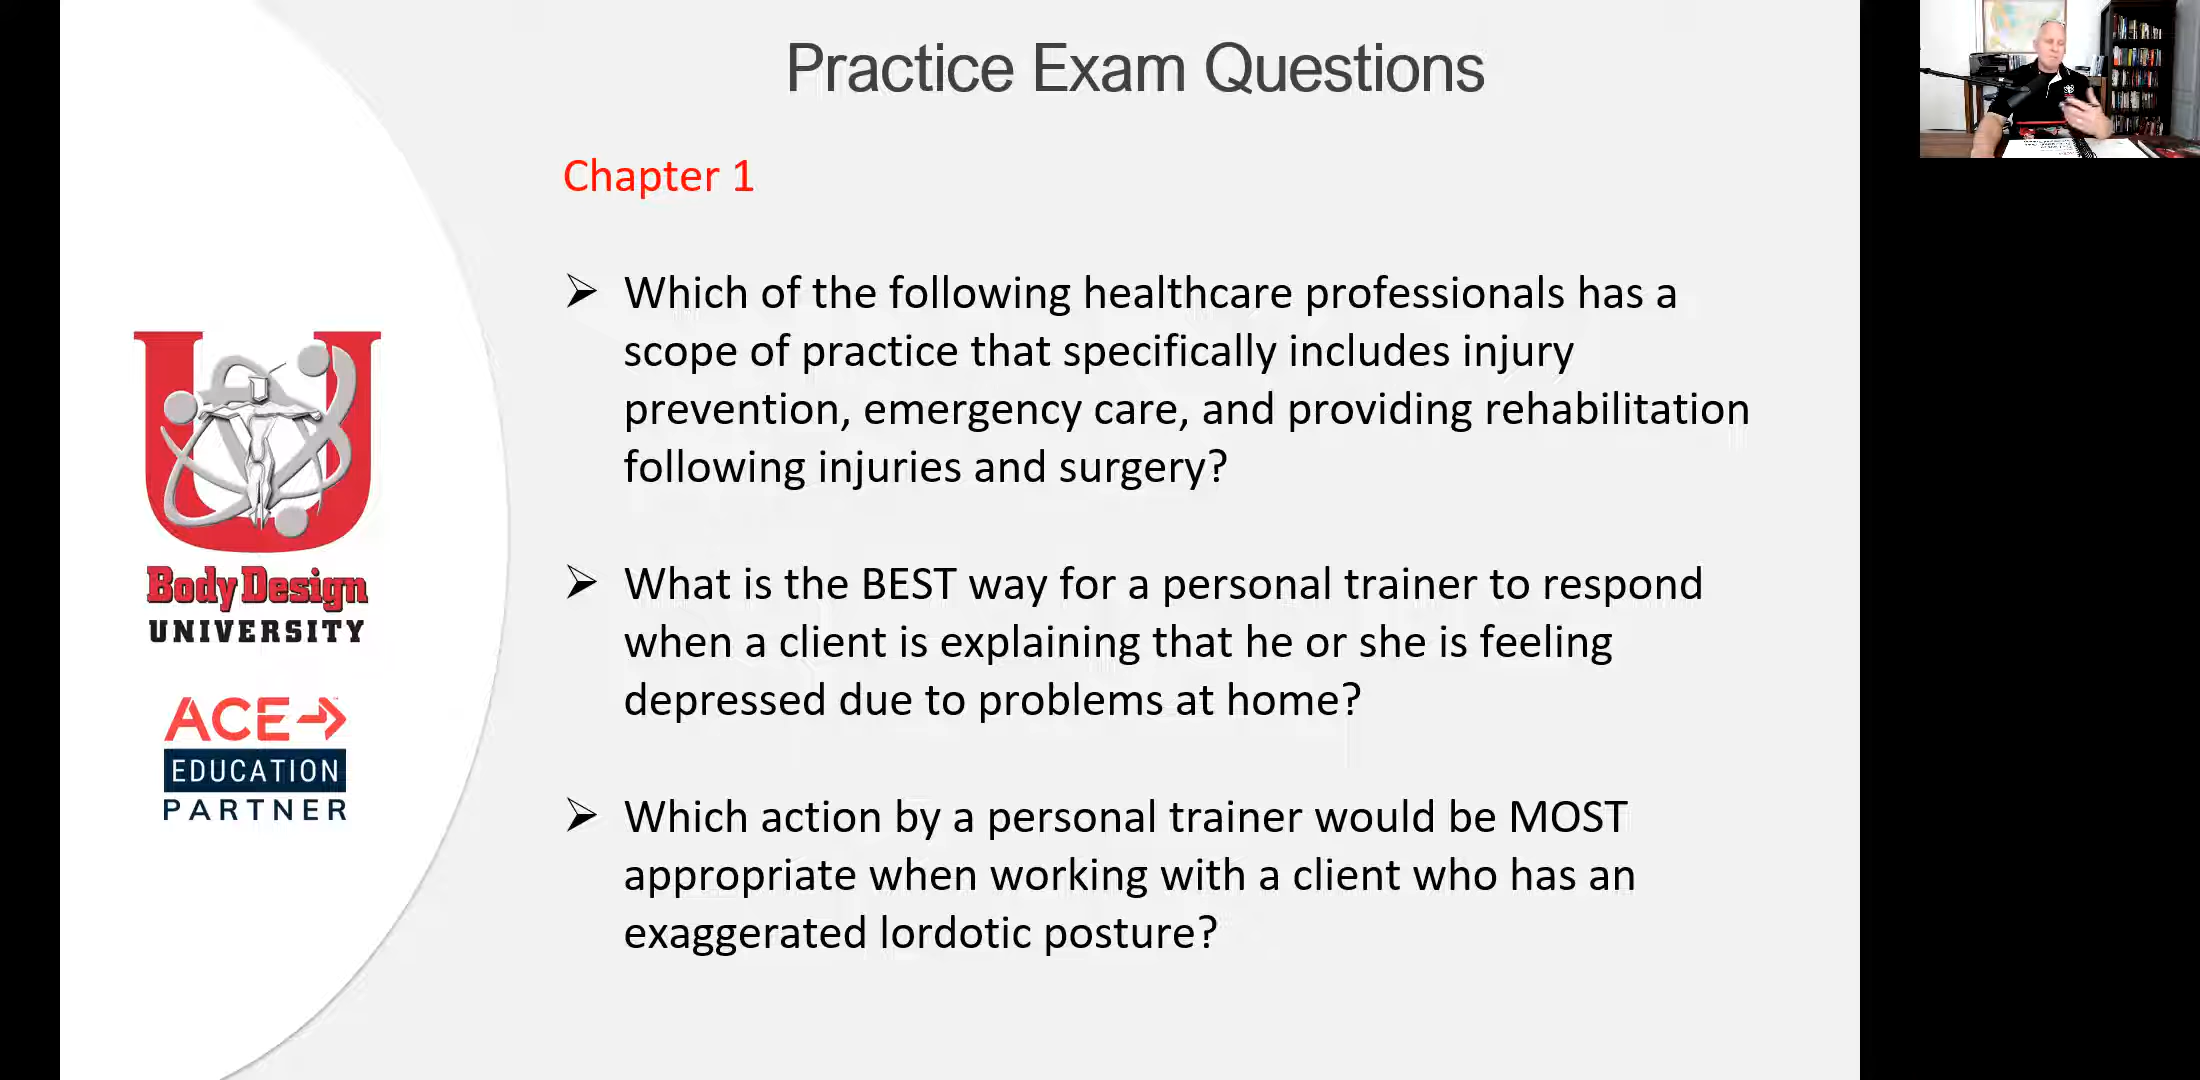 Practice Exam Questions
Chapter 1
Which of the following healthcare professionals has a
scope of practice that specifically includes injury
prevention, emergency care, and providing rehabilitation
following injuries and surgery?
What is the BEST way for a personal trainer to respond
when a client is explaining that he or she is feeling
depressed due to problems at home?
Which action by a personal trainer would be MOST
appropriate when working with a client who has an
exaggerated lordotic posture?
U
Body Design
UNIVERSITY
ACE
EDUCATION
PARTNER